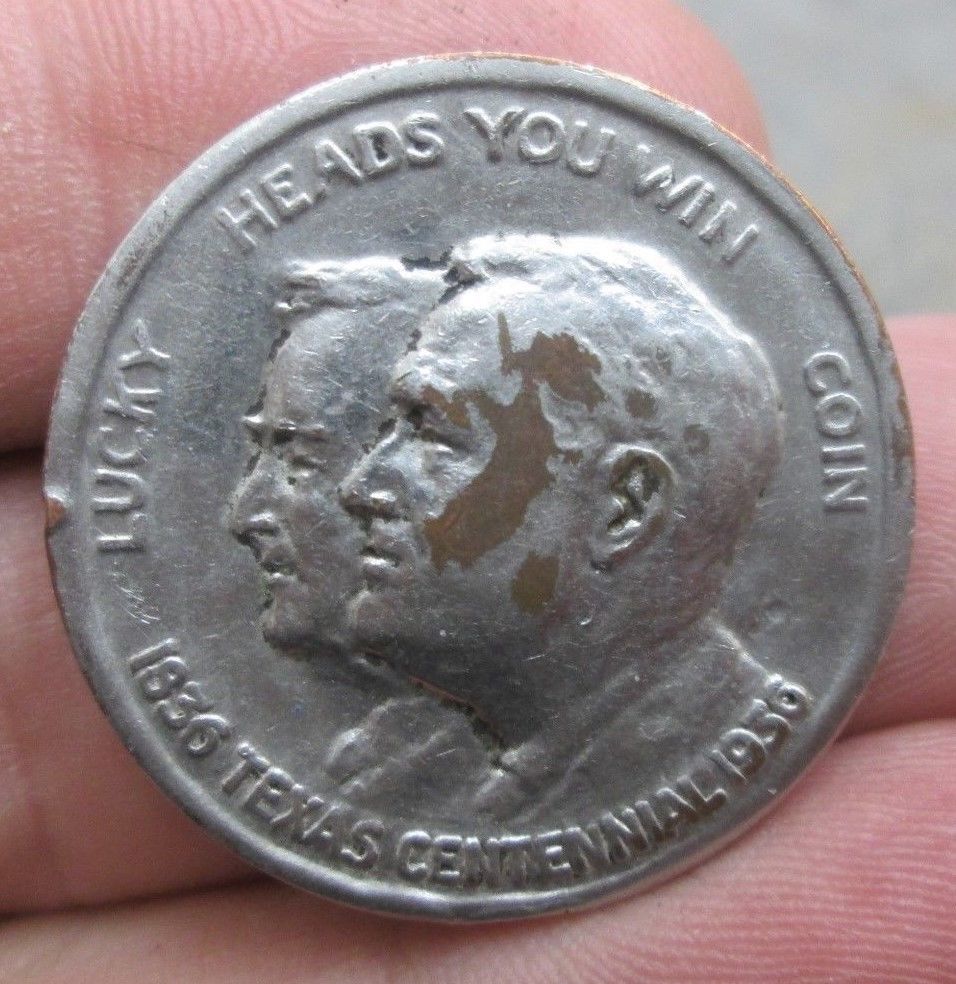 HEADS YOU WIN
LUCKY
COIN
1836 TEXAS CENTENNIAL 1936